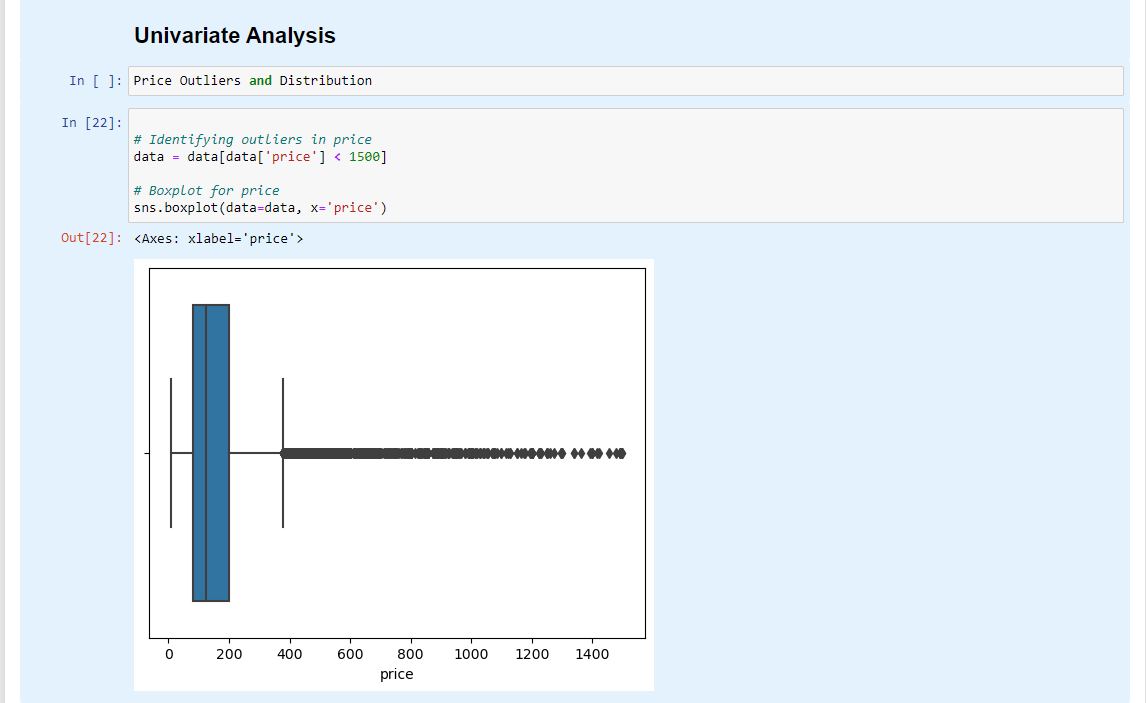 Univariate Analysis
In [ ]: Price Outliers and Distribution
In [22]:
# Identifying outliers in price
data = data[data['price'] < 1500]
# Boxplot for price
sns.boxplot(data=data, x='price')
Out[22]: <Axes: xlabel='price'>
0 200 400 600 800 1000 1200 1400
price